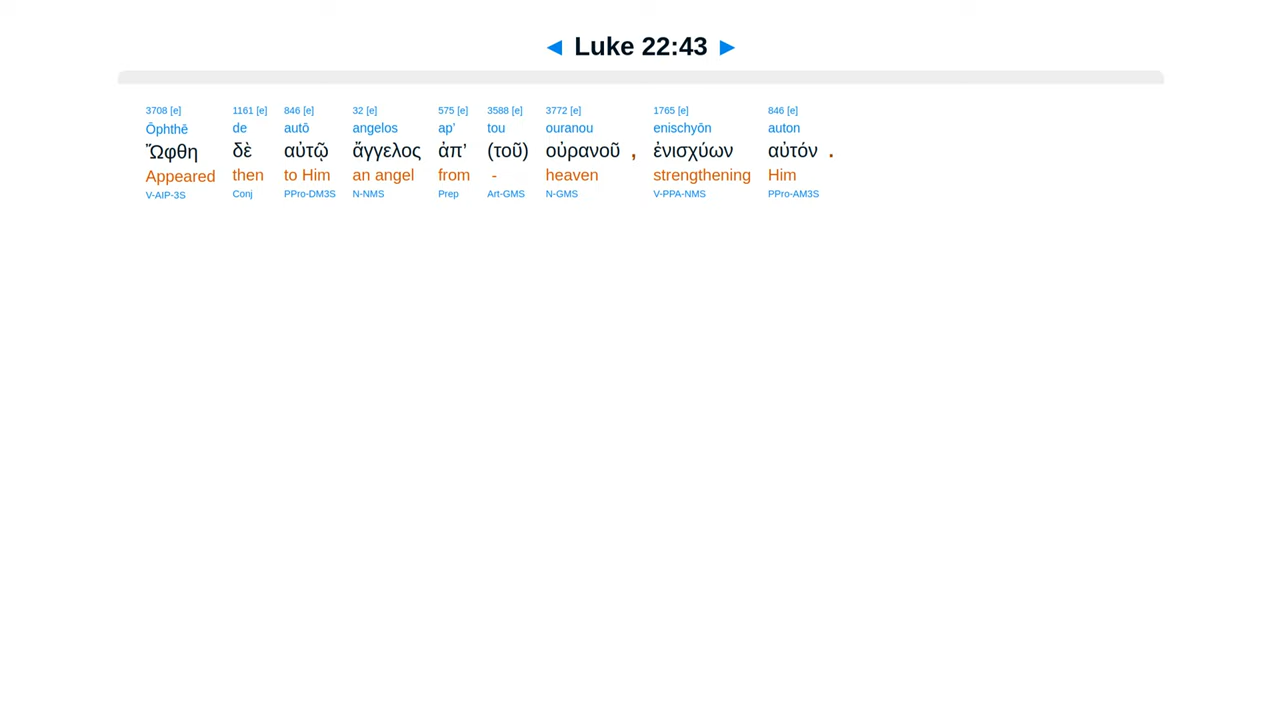 ◄ Luke 22:43 ►
3708 [e] 1161 [e] 846 [e] 32 [e] 575 [e] 3588 [e] 3772 [e] 1765 [e] 846 [e]
Ōphthē de autō angelos ap’ tou ouranou enischyōn auton
Ὤφθη δὲ αὐτῷ ἄγγελος ἀπ’ (τοῦ) οὐρανοῦ , ἐνισχύων αὐτόν .
Appeared then to Him an angel from - heaven strengthening Him
V-AIP-3S Conj PPro-DM3S N-NMS Prep Art-GMS N-GMS V-PPA-NMS PPro-AM3S